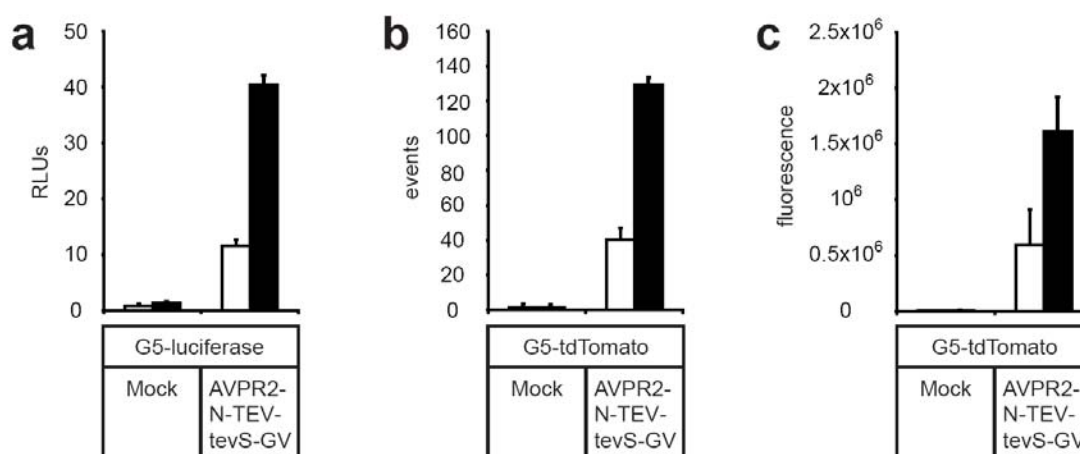 a
50
40
30
20
10
0
RLUs
G5-luciferase
Mock
AVPR2-
N-TEV-
tevS-GV
b
160
140
120
100
80
60
40
20
0
events
G5-tdTomato
Mock
AVPR2-
N-TEV-
tevS-GV
c
2.5x10⁶
2x10⁶
1.5x10⁶
10⁶
0.5x10⁶
0
fluorescence
G5-tdTomato
Mock
AVPR2-
N-TEV-
tevS-GV